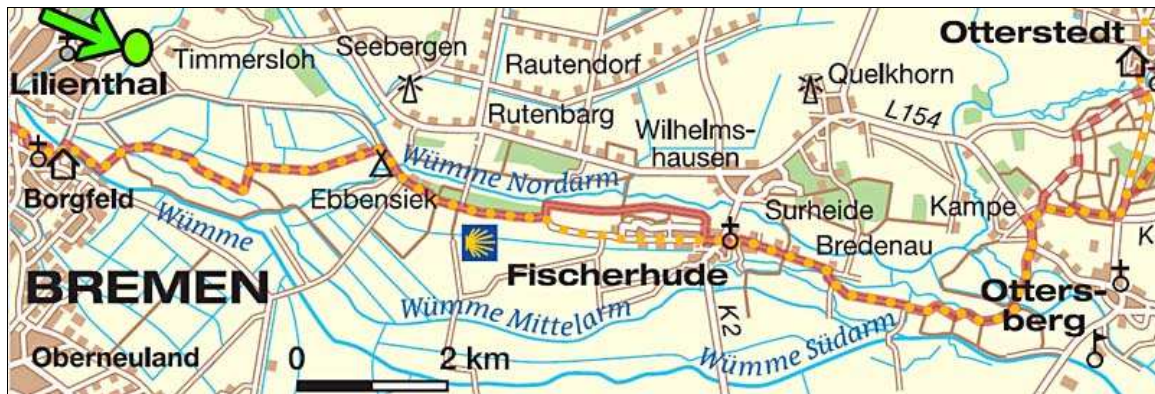 Otterstedt
Seebergen
Timmersloh
Rautendorf
Lilienthal
Quelkhorn
Rutenbarg
L154
Wilhelms-
hausen
Wümme Nordarm
Borgfeld
Ebbensiek
Wümme
Surheide
Kampe
Bredenau
K
Fischerhude
BREMEN
Otters-
berg
Wümme Mittelarm
K2
Wümme Südarm
Oberneuland
0 2 km